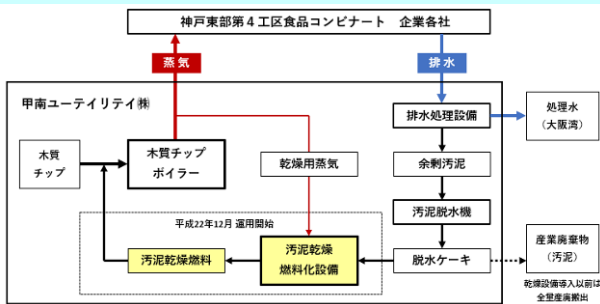 神戸東部第4工区食品コンビナート 企業各社
蒸気
排水
甲南ユーテイリテイ㈱
排水処理設備
処理水
(大阪湾)
木質
チップ
木質チップ
ボイラー
乾燥用蒸気
余剰汚泥
平成22年12月 運用開始
汚泥脱水機
汚泥乾燥燃料
汚泥乾燥
燃料化設備
脱水ケーキ
産業廃棄物
(汚泥)
乾燥設備導入以前は
全量産廃搬出